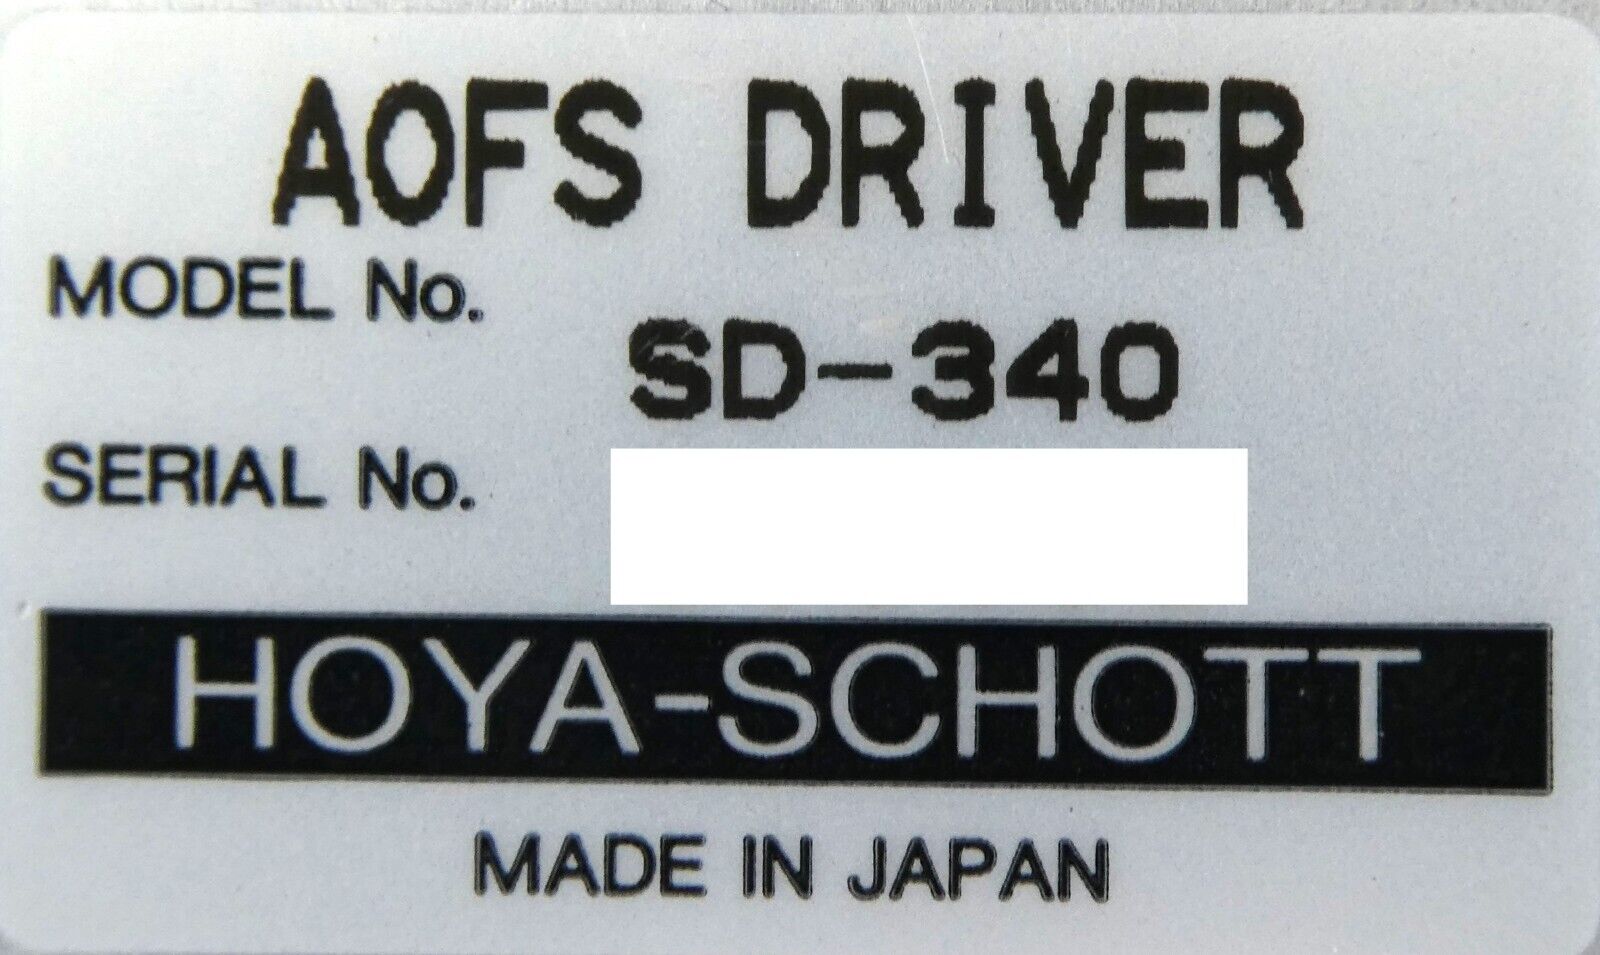 AOFS DRIVER
MODEL No.
SD-340
SERIAL No.
HOYA-SCHOTT
MADE IN JAPAN